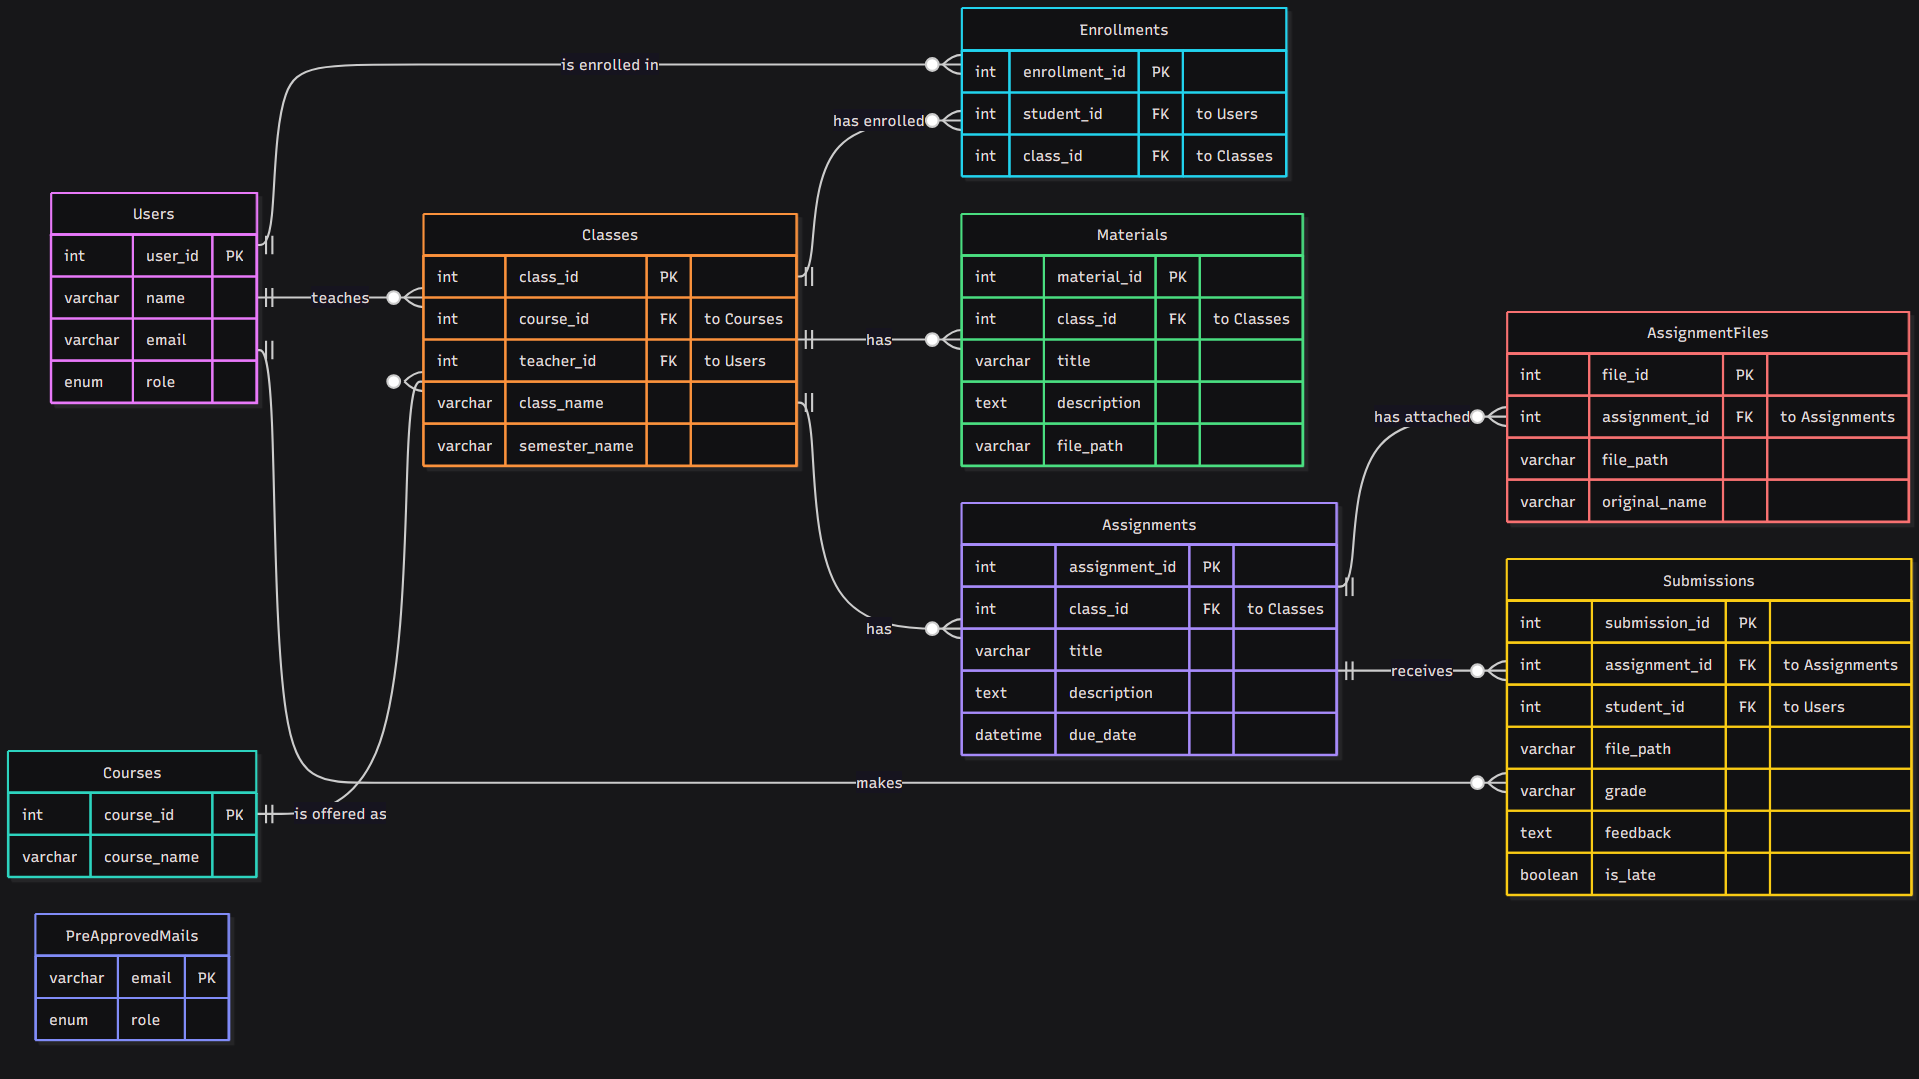 Enrollments
int enrollment_id PK
int student_id FK to Users
int class_id FK to Classes
is enrolled in
has enrolled
Users
int user_id PK
varchar name
varchar email
enum role
teaches
Classes
int class_id PK
int course_id FK to Courses
int teacher_id FK to Users
varchar class_name
varchar semester_name
has
Materials
int material_id PK
int class_id FK to Classes
varchar title
text description
varchar file_path
has
Assignments
int assignment_id PK
int class_id FK to Classes
varchar title
text description
datetime due_date
has attached
AssignmentFiles
int file_id PK
int assignment_id FK to Assignments
varchar file_path
varchar original_name
receives
Submissions
int submission_id PK
int assignment_id FK to Assignments
int student_id FK to Users
varchar file_path
varchar grade
text feedback
boolean is_late
makes
Courses
int course_id PK
varchar course_name
is offered as
PreApprovedMails
varchar email PK
enum role